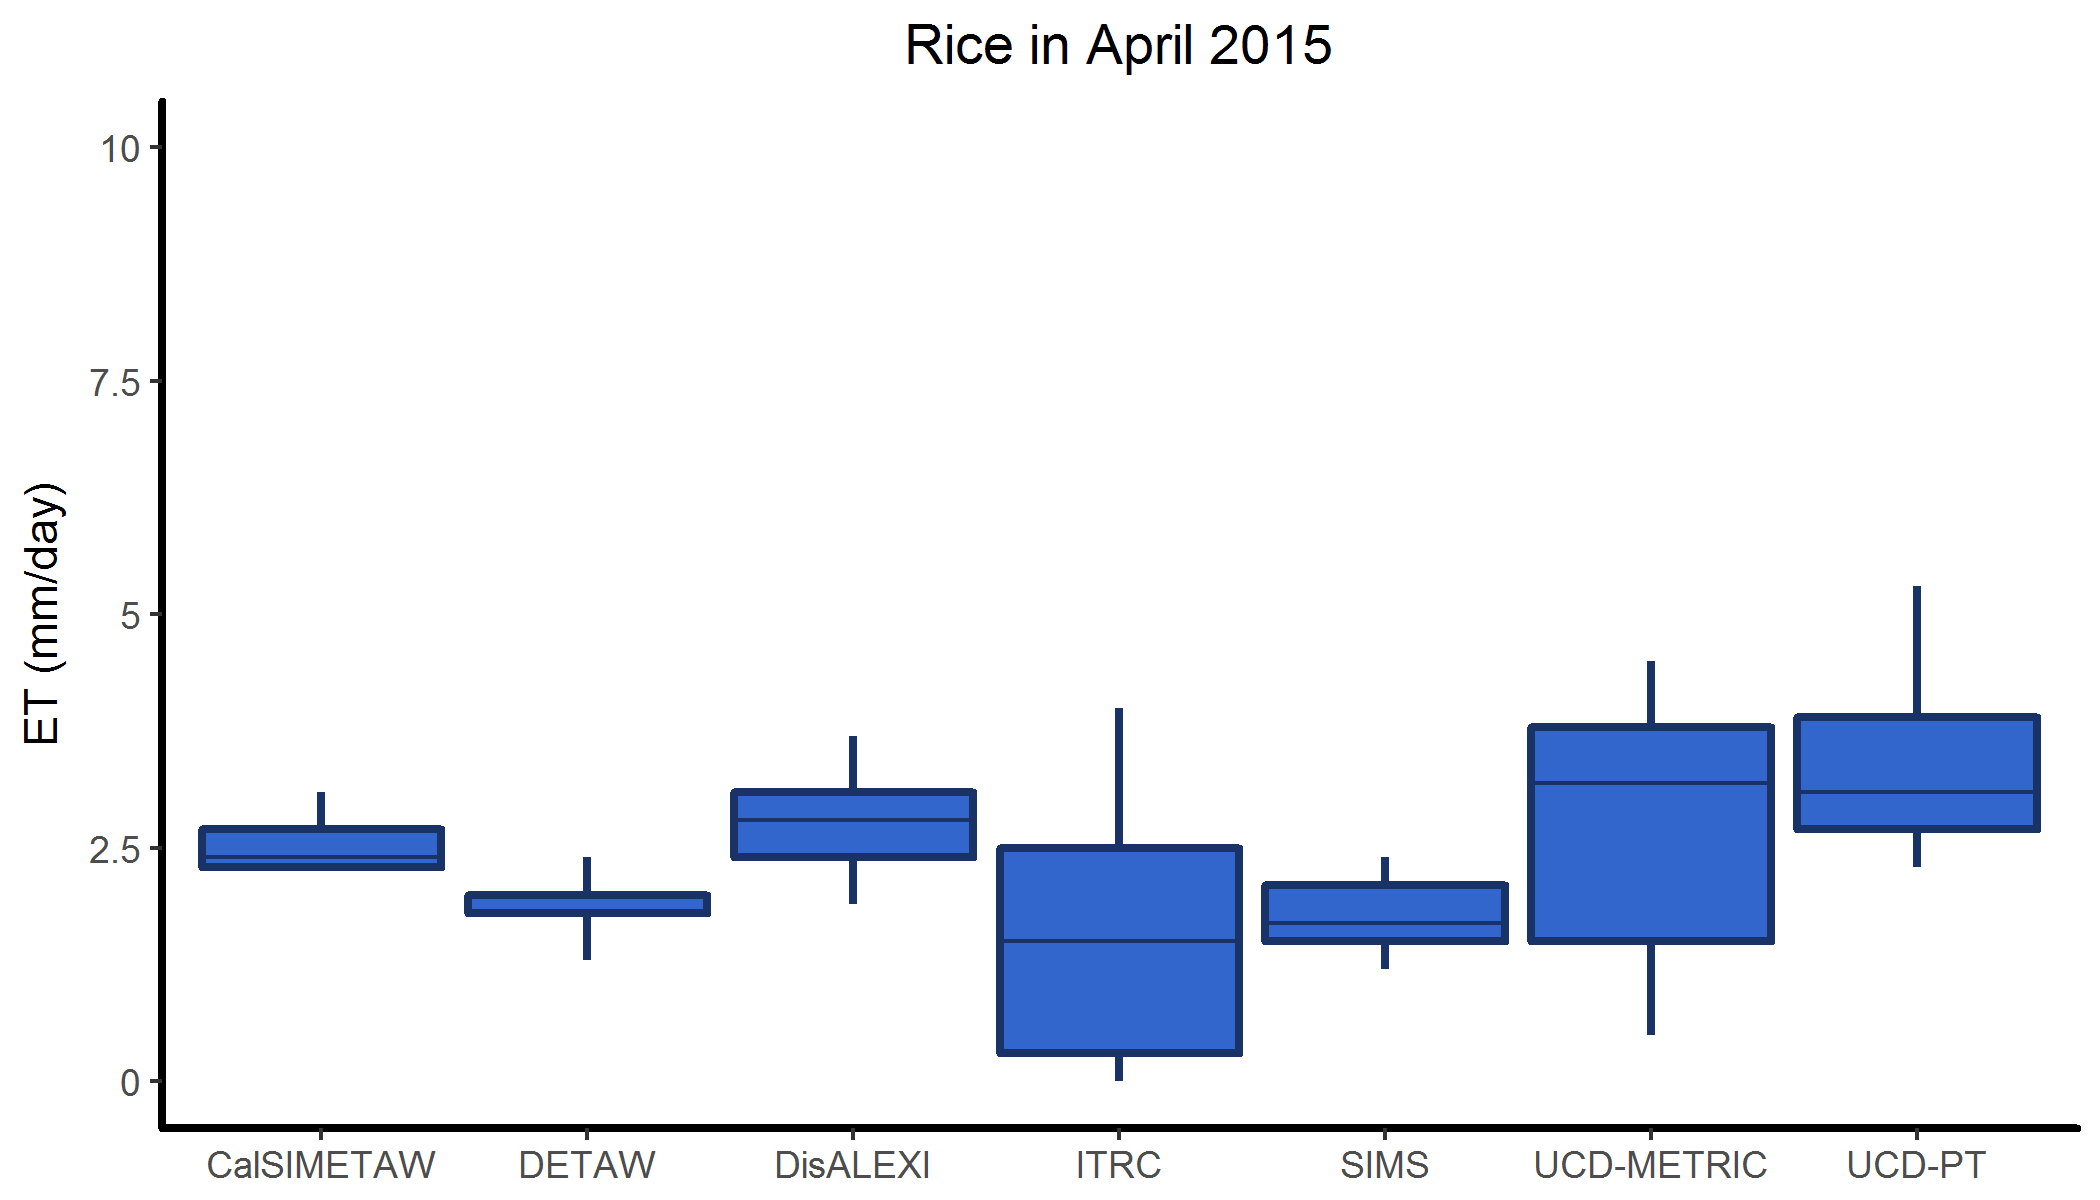 Rice in April 2015
ET (mm/day)
10
7.5
5
2.5
0
CalSIMETAW DETAW DisALEXI ITRC SIMS UCD-METRIC UCD-PT